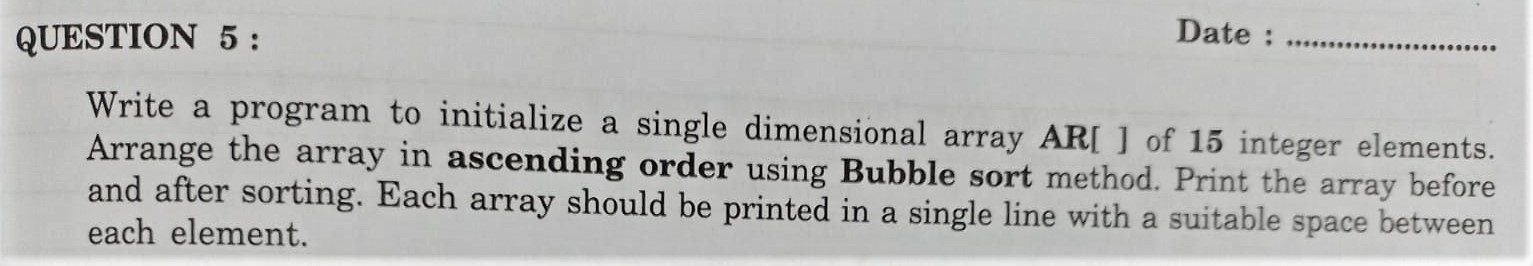 QUESTION 5 :
Date : ..........................
Write a program to initialize a single dimensional array AR[ ] of 15 integer elements.
Arrange the array in ascending order using Bubble sort method. Print the array before
and after sorting. Each array should be printed in a single line with a suitable space between
each element.